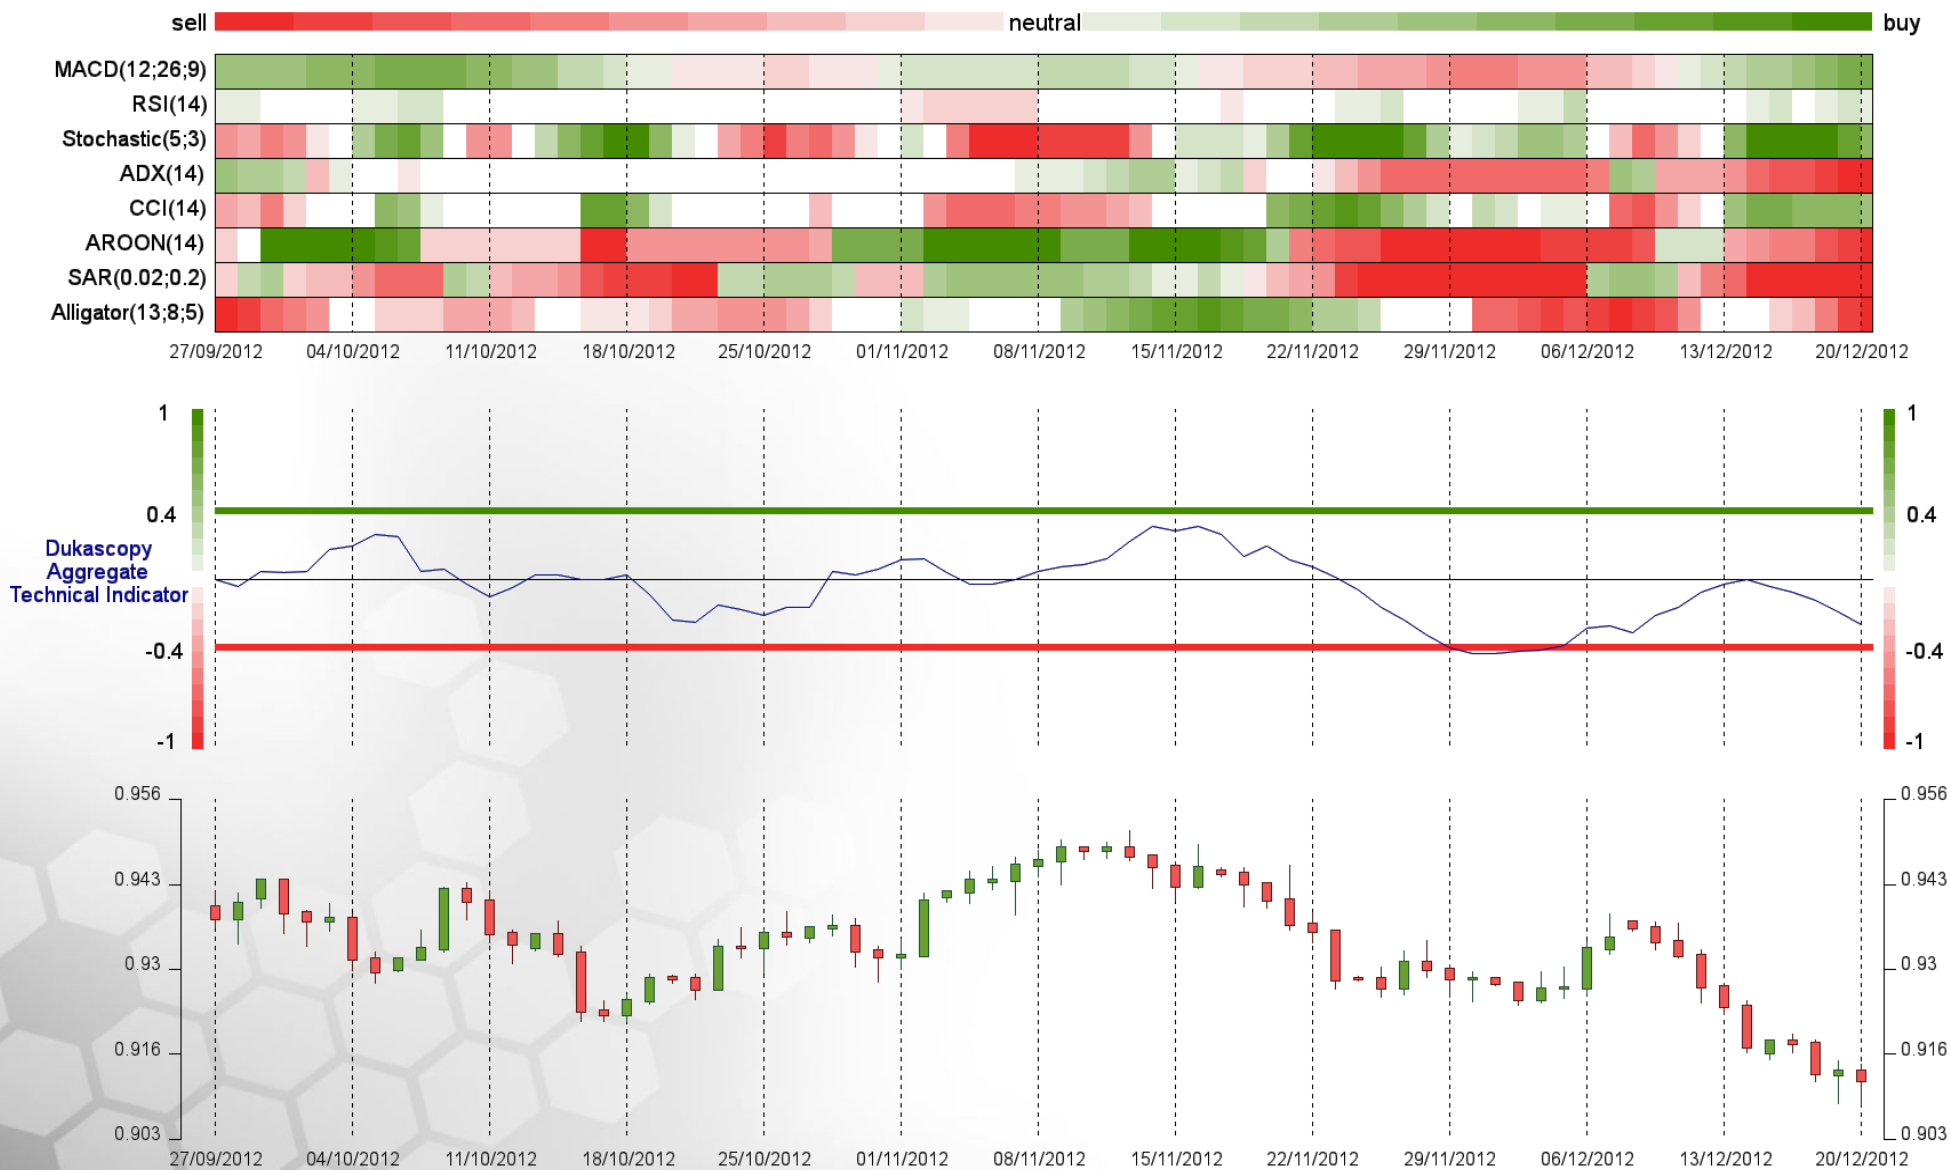 sell neutral buy
MACD(12;26;9)
RSI(14)
Stochastic(5;3)
ADX(14)
CCI(14)
AROON(14)
SAR(0.02;0.2)
Alligator(13;8;5)
27/09/2012 04/10/2012 11/10/2012 18/10/2012 25/10/2012 01/11/2012 08/11/2012 15/11/2012 22/11/2012 29/11/2012 06/12/2012 13/12/2012 20/12/2012
1 1
0.4 0.4
Dukascopy
Aggregate
Technical Indicator
-0.4 -0.4
-1 -1
0.956 0.956
0.943 0.943
0.93 0.93
0.916 0.916
0.903 0.903
27/09/2012 04/10/2012 11/10/2012 18/10/2012 25/10/2012 01/11/2012 08/11/2012 15/11/2012 22/11/2012 29/11/2012 06/12/2012 13/12/2012 20/12/2012